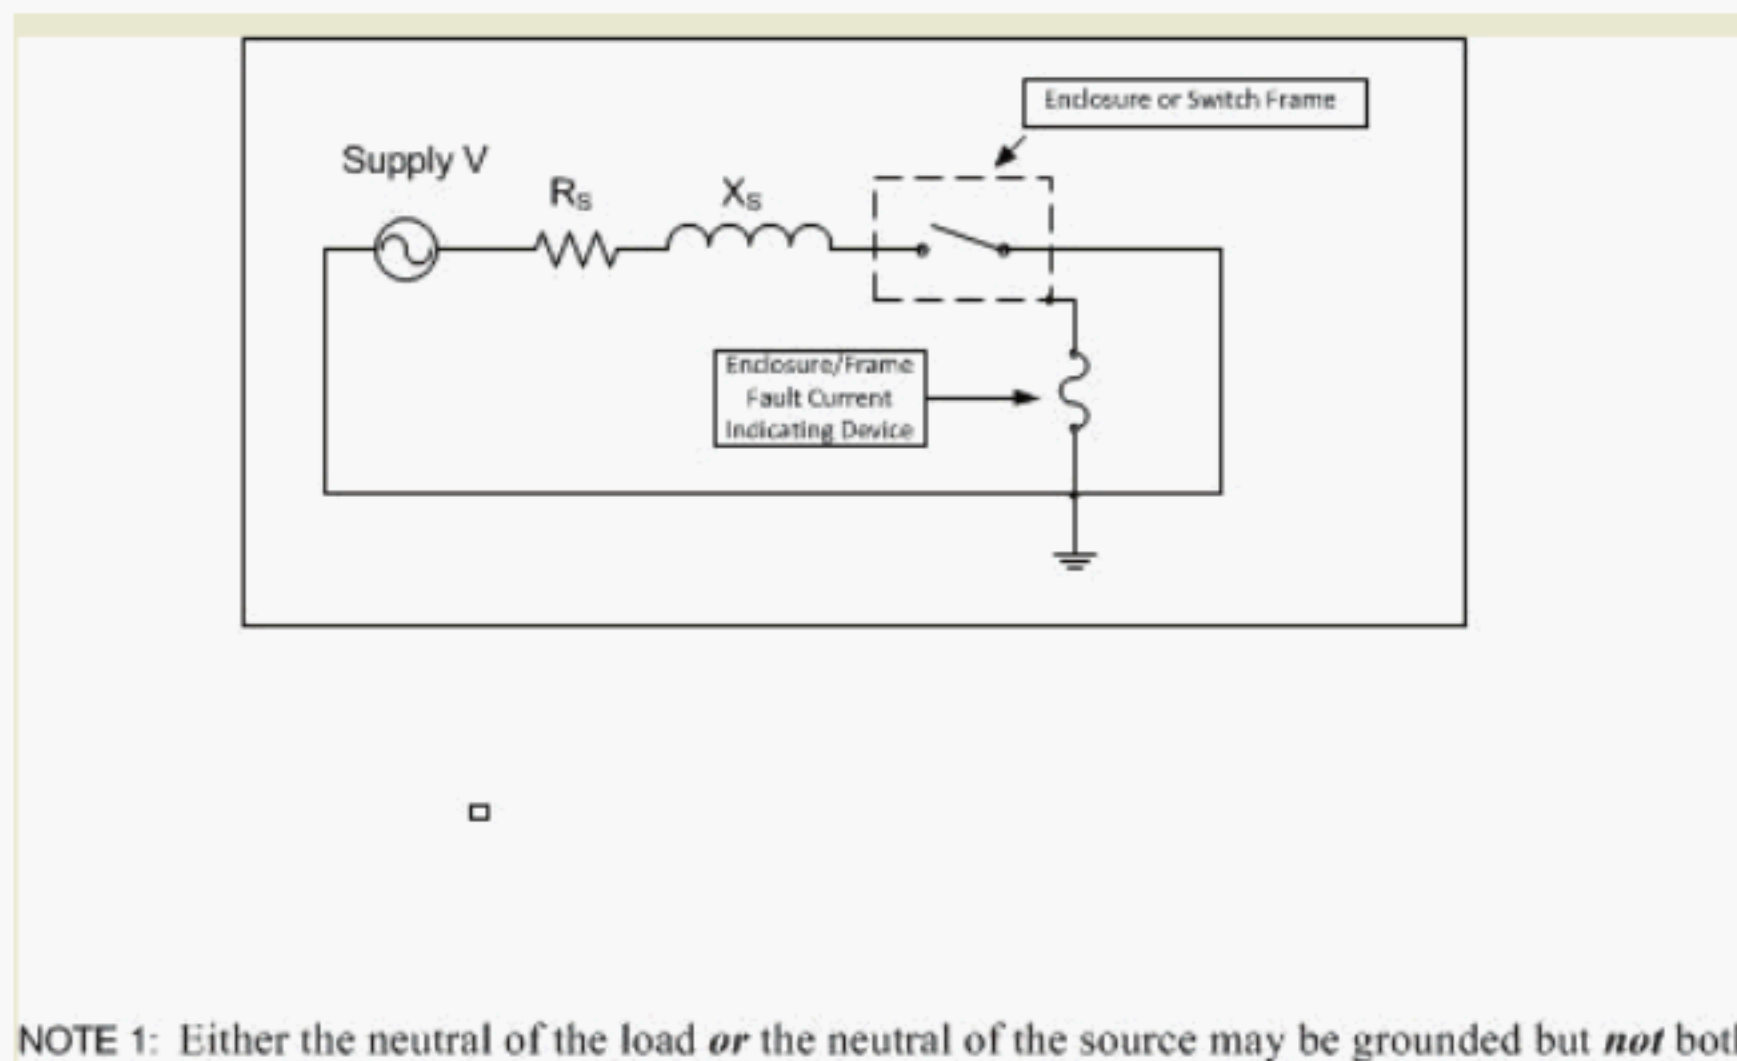 Enclosure or Switch Frame
Supply V
RS
XS
Enclosure/Frame
Fault Current
Indicating Device
NOTE 1: Either the neutral of the load or the neutral of the source may be grounded but not both